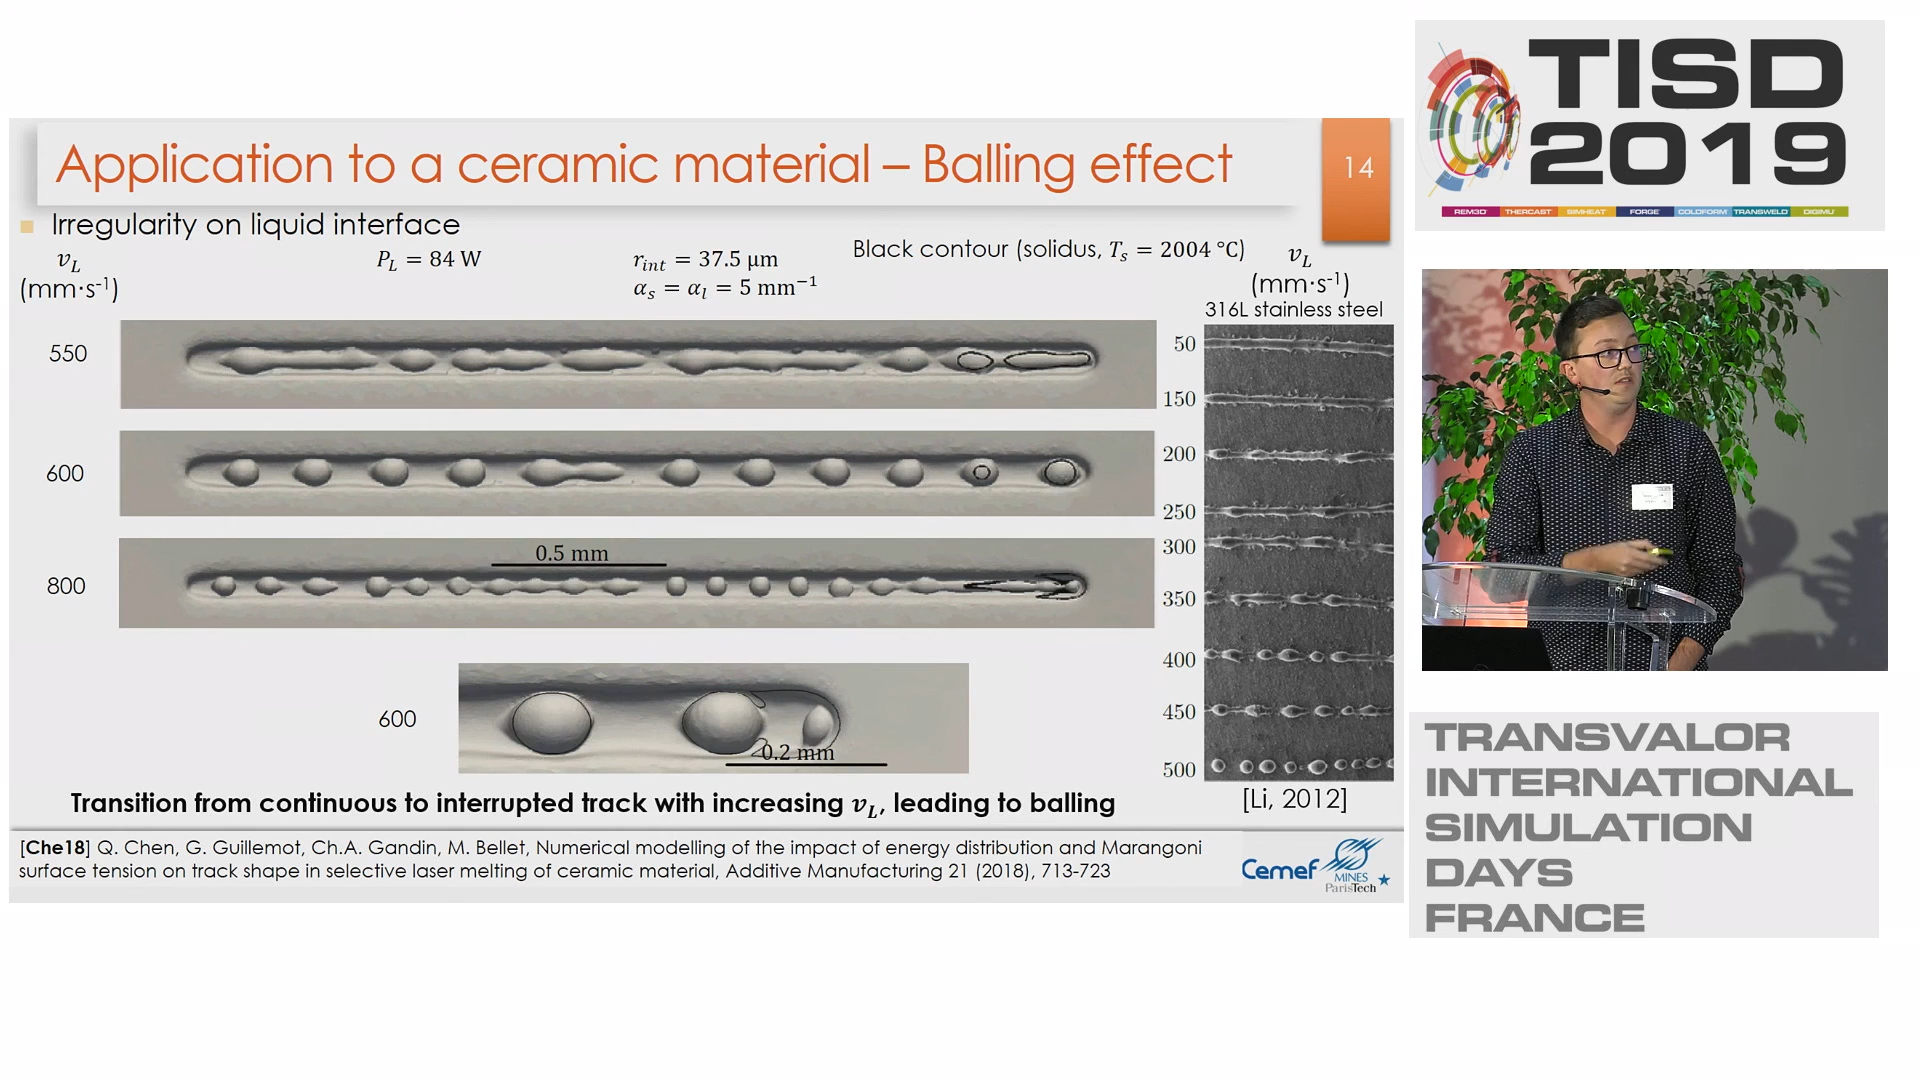 Application to a ceramic material – Balling effect
14
Irregularity on liquid interface
v_L
(mm·s⁻¹)
P_L = 84 W
r_int = 37.5 µm
α_s = α_l = 5 mm⁻¹
Black contour (solidus, T_s = 2004 °C)
v_L
(mm·s⁻¹)
316L stainless steel
550
600
800
0.5 mm
600
0.2 mm
50
150
200
250
300
350
400
450
500
[Li, 2012]
Transition from continuous to interrupted track with increasing v_L, leading to balling
[Che18] Q. Chen, G. Guillemot, Ch.A. Gandin, M. Bellet, Numerical modelling of the impact of energy distribution and Marangoni
surface tension on track shape in selective laser melting of ceramic material, Additive Manufacturing 21 (2018), 713-723
Cemef
MINES
ParisTech
TISD
2019
REM3D THERCAST SIMHEAT FORGE COLDFORM TRANSWELD DIGIMU
TRANSVALOR
INTERNATIONAL
SIMULATION
DAYS
FRANCE